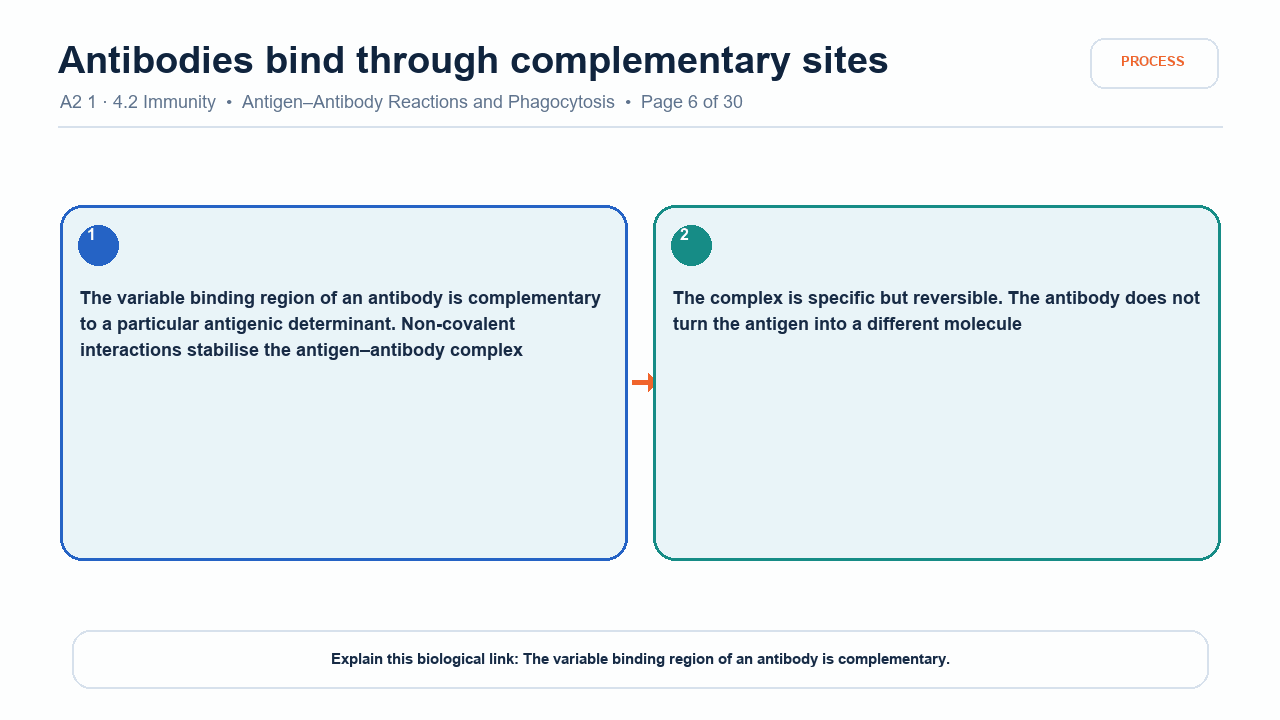 Antibodies bind through complementary sites
PROCESS
A2 1 · 4.2 Immunity • Antigen–Antibody Reactions and Phagocytosis • Page 6 of 30
1
The variable binding region of an antibody is complementary
to a particular antigenic determinant. Non-covalent
interactions stabilise the antigen–antibody complex
2
The complex is specific but reversible. The antibody does not
turn the antigen into a different molecule
Explain this biological link: The variable binding region of an antibody is complementary.